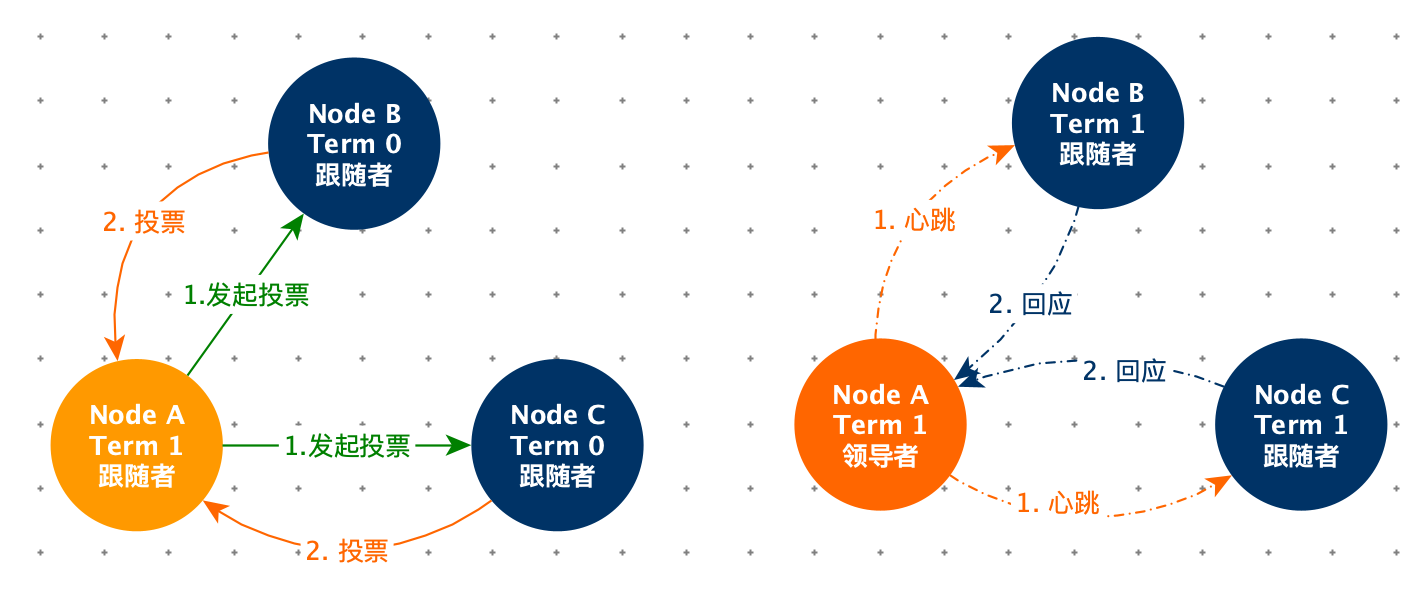 Node B
Term 0
跟随者
2. 投票
1.发起投票
Node A
Term 1
跟随者
1.发起投票
Node C
Term 0
跟随者
2. 投票
Node B
Term 1
跟随者
1. 心跳
2. 回应
2. 回应
Node A
Term 1
领导者
Node C
Term 1
跟随者
1. 心跳